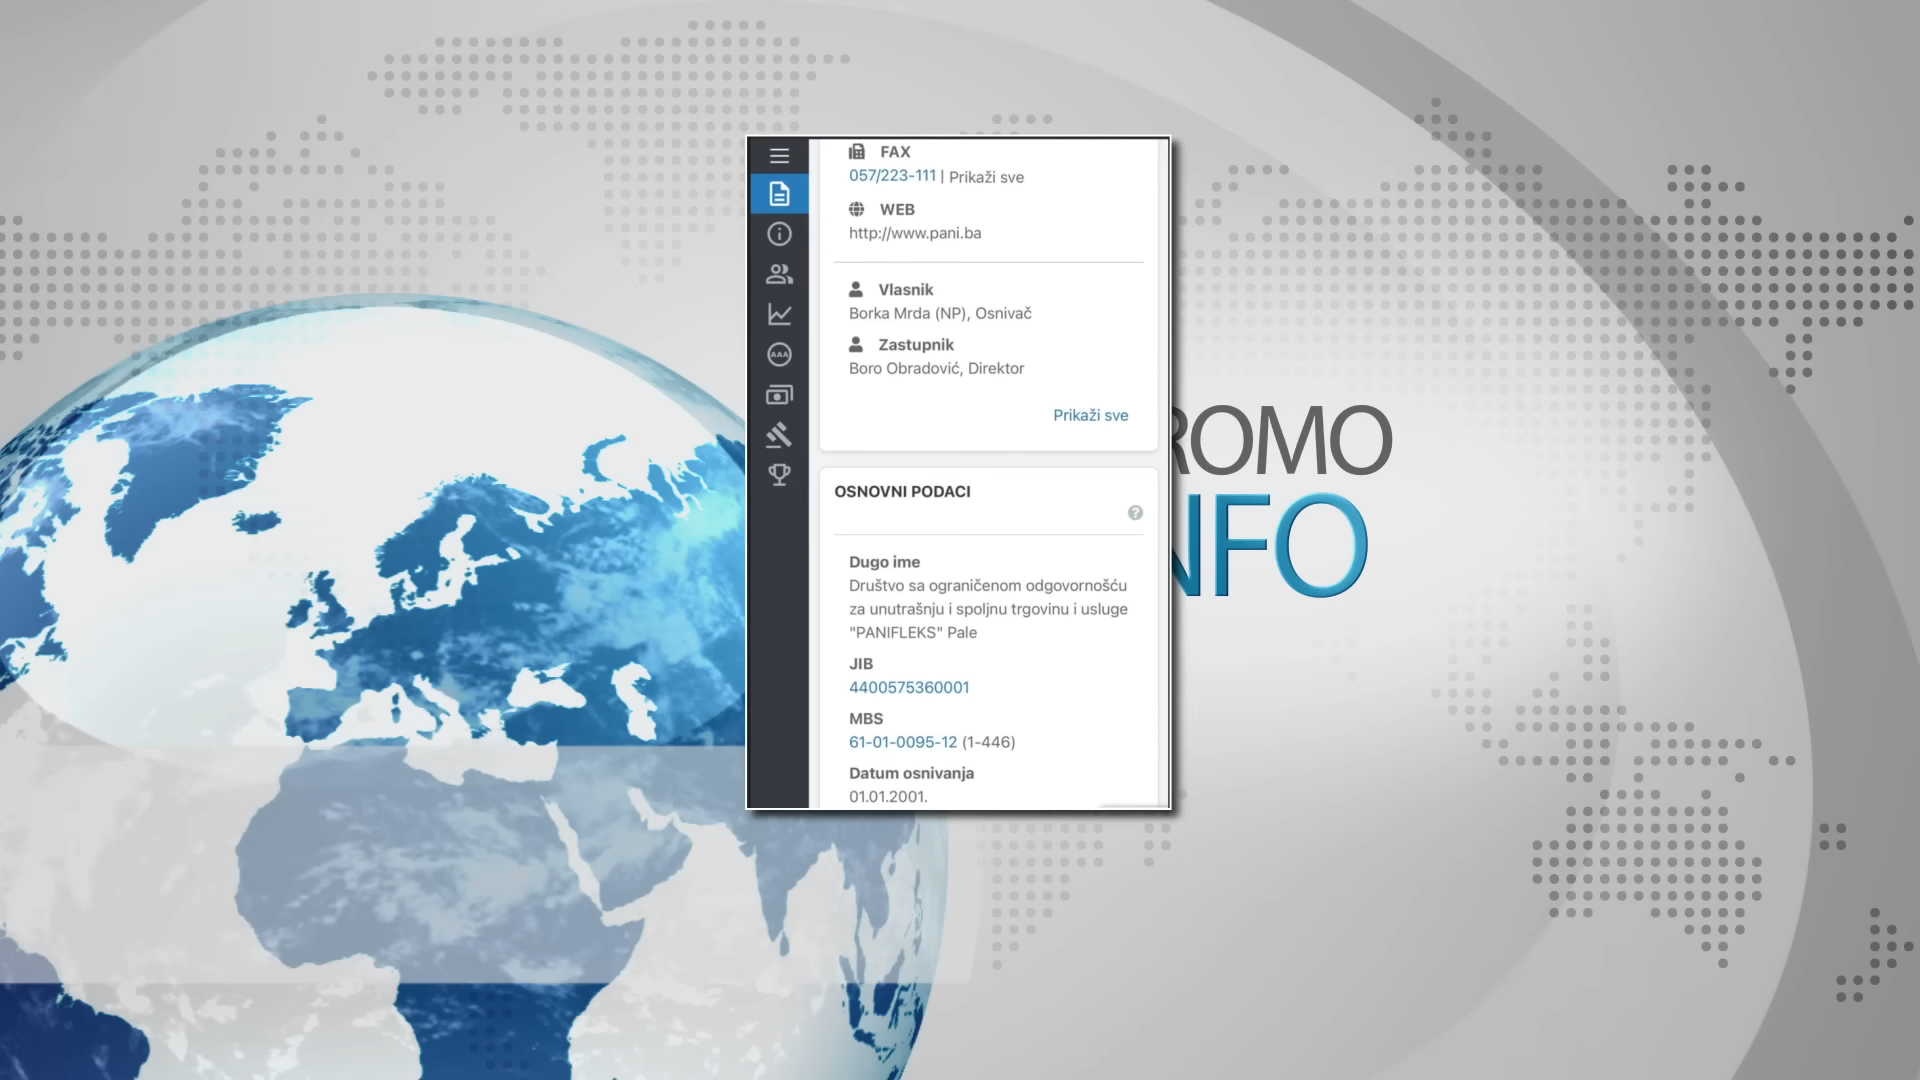 FAX
057/223-111 | Prikaži sve
WEB
http://www.pani.ba
Vlasnik
Borka Mrda (NP), Osnivač
Zastupnik
Boro Obradović, Direktor
Prikaži sve
OSNOVNI PODACI
Dugo ime
Društvo sa ograničenom odgovornošću
za unutrašnju i spoljnu trgovinu i usluge
"PANIFLEKS" Pale
JIB
4400575360001
MBS
61-01-0095-12 (1-446)
Datum osnivanja
01.01.2001.
AAA
ROMO
NFO